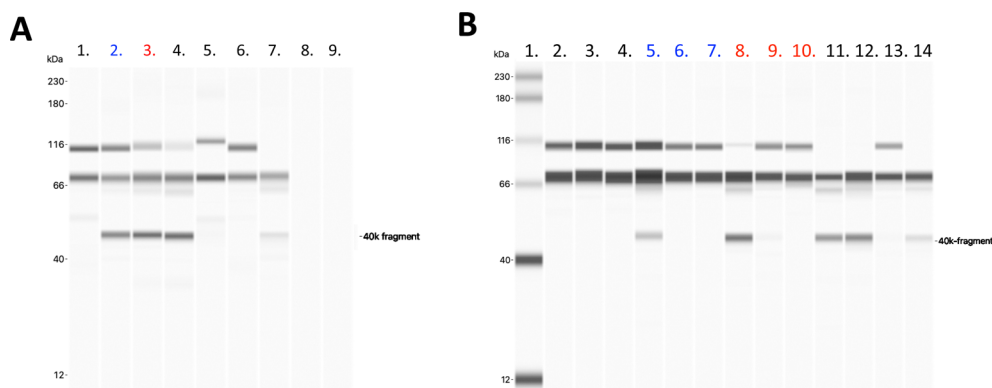 A
kDa
1. 2. 3. 4. 5. 6. 7. 8. 9.
230-
180-
116-
66-
40-
12-
-40k fragment
B
kDa
1. 2. 3. 4. 5. 6. 7. 8. 9. 10. 11. 12. 13. 14
230-
180-
116-
66-
40-
12-
-40k-fragment